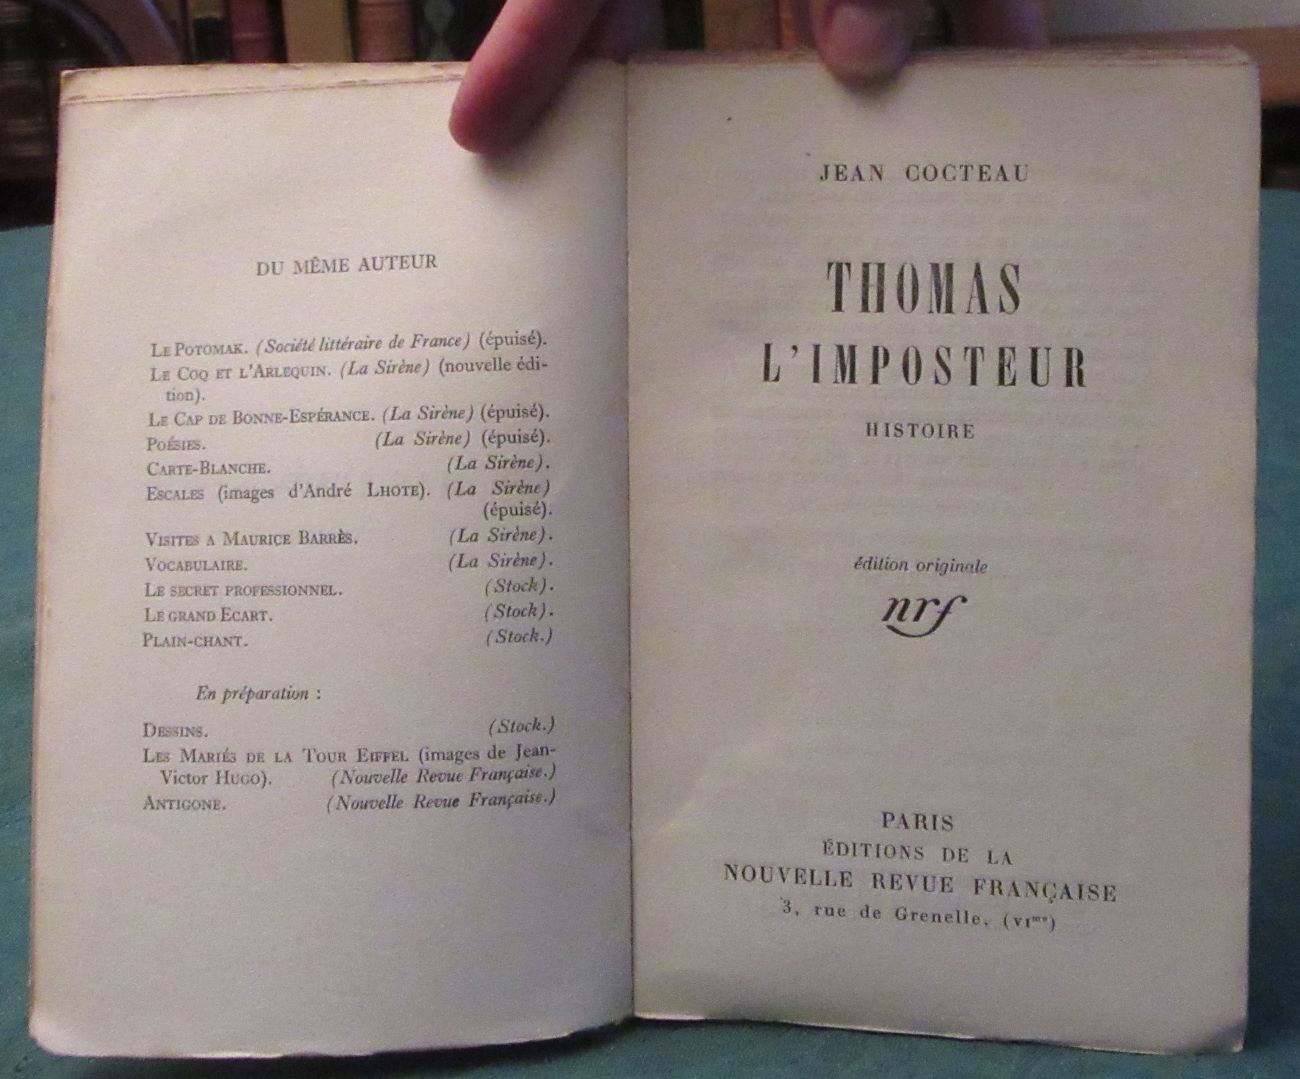 DU MÊME AUTEUR
LE POTOMAK. (Société littéraire de France) (épuisé).
LE COQ ET L'ARLEQUIN. (La Sirène) (nouvelle édi-
tion).
LE CAP DE BONNE-ESPÉRANCE. (La Sirène) (épuisé).
POÉSIES. (La Sirène) (épuisé).
CARTE-BLANCHE. (La Sirène).
ESCALES (images d'André LHOTE). (La Sirène)
(épuisé).
VISITES A MAURICE BARRÈS. (La Sirène).
VOCABULAIRE. (La Sirène).
LE SECRET PROFESSIONNEL. (Stock).
LE GRAND ECART. (Stock).
PLAIN-CHANT. (Stock.)
En préparation :
DESSINS. (Stock.)
LES MARIÉS DE LA TOUR EIFFEL (images de Jean-
Victor HUGO). (Nouvelle Revue Française.)
ANTIGONE. (Nouvelle Revue Française.)
JEAN COCTEAU
THOMAS
L'IMPOSTEUR
HISTOIRE
édition originale
nrf
PARIS
ÉDITIONS DE LA
NOUVELLE REVUE FRANÇAISE
3, rue de Grenelle, (VIme)